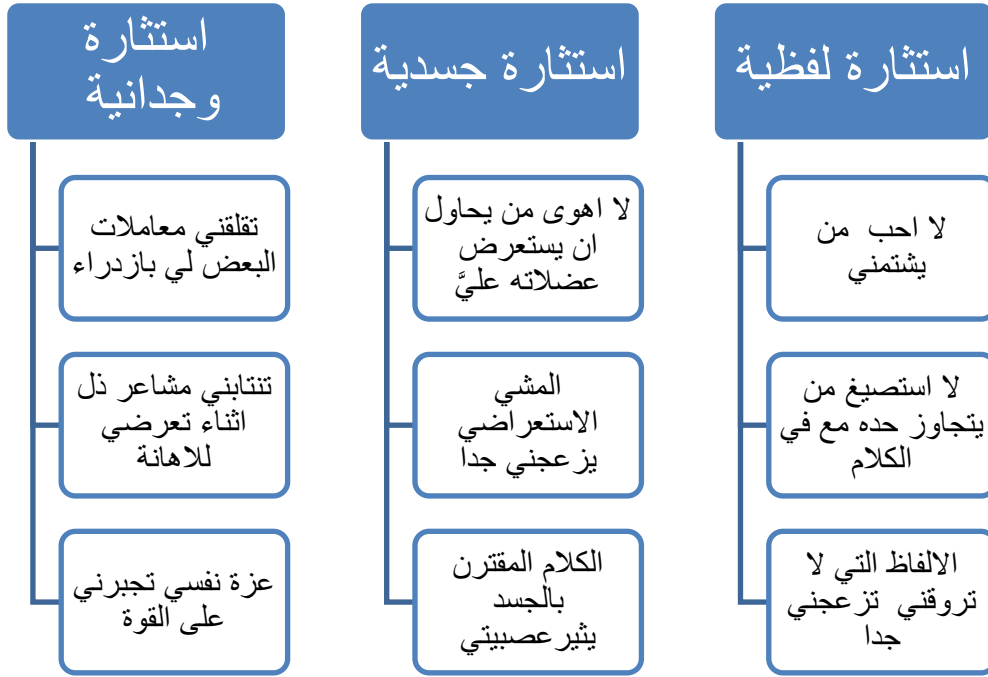 استثارة لفظية
لا احب من
يشتمني
لا استصيغ من
يتجاوز حده مع في
الكلام
الالفاظ التي لا
تروقني تزعجني
جدا
استثارة جسدية
لا اهوى من يحاول
ان يستعرض
عضلاته عليَّ
المشي
الاستعراضي
يزعجني جدا
الكلام المقترن
بالجسد
يثيرعصبيتي
استثارة
وجدانية
تقلقني معاملات
البعض لي بازدراء
تنتابني مشاعر ذل
اثناء تعرضي
للاهانة
عزة نفسي تجبرني
على القوة